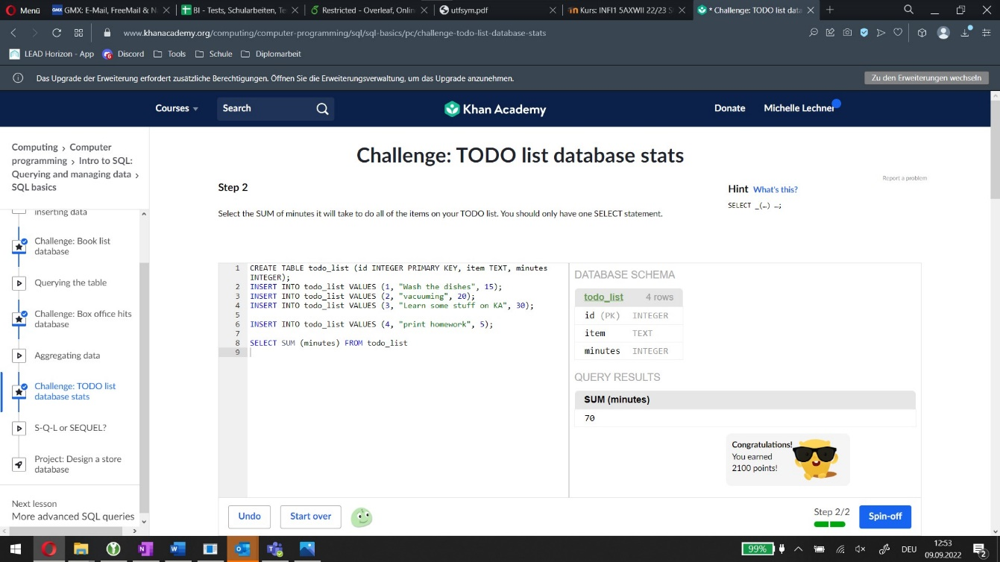 Menü
GMX: E-Mail, FreeMail & N
BI - Tests, Schularbeiten, Te
Restricted - Overleaf, Onlin
utfsym.pdf
Kurs: INFI1 5AXWII 22/23 S
* Challenge: TODO list data
www.khanacademy.org/computing/computer-programming/sql/sql-basics/pc/challenge-todo-list-database-stats
LEAD Horizon - App
Discord
Tools
Schule
Diplomarbeit
Das Upgrade der Erweiterung erfordert zusätzliche Berechtigungen. Öffnen Sie die Erweiterungsverwaltung, um das Upgrade anzunehmen.
Zu den Erweiterungen wechseln
Courses
Search
Khan Academy
Donate
Michelle Lechner
Computing › Computer
programming › Intro to SQL:
Querying and managing data ›
SQL basics
inserting data
Challenge: Book list
database
Querying the table
Challenge: Box office hits
database
Aggregating data
Challenge: TODO list
database stats
S-Q-L or SEQUEL?
Project: Design a store
database
Next lesson
More advanced SQL queries
Challenge: TODO list database stats
Report a problem
Step 2
Select the SUM of minutes it will take to do all of the items on your TODO list. You should only have one SELECT statement.
Hint What's this?
SELECT _(…) …;
1 CREATE TABLE todo_list (id INTEGER PRIMARY KEY, item TEXT, minutes
INTEGER);
2 INSERT INTO todo_list VALUES (1, "Wash the dishes", 15);
3 INSERT INTO todo_list VALUES (2, "vacuuming", 20);
4 INSERT INTO todo_list VALUES (3, "Learn some stuff on KA", 30);
5
6 INSERT INTO todo_list VALUES (4, "print homework", 5);
7
8 SELECT SUM (minutes) FROM todo_list
9
DATABASE SCHEMA
todo_list 4 rows
id (PK) INTEGER
item TEXT
minutes INTEGER
QUERY RESULTS
SUM (minutes)
70
Congratulations!
You earned
2100 points!
Undo
Start over
Step 2/2
Spin-off
99%
DEU
12:53
09.09.2022
2